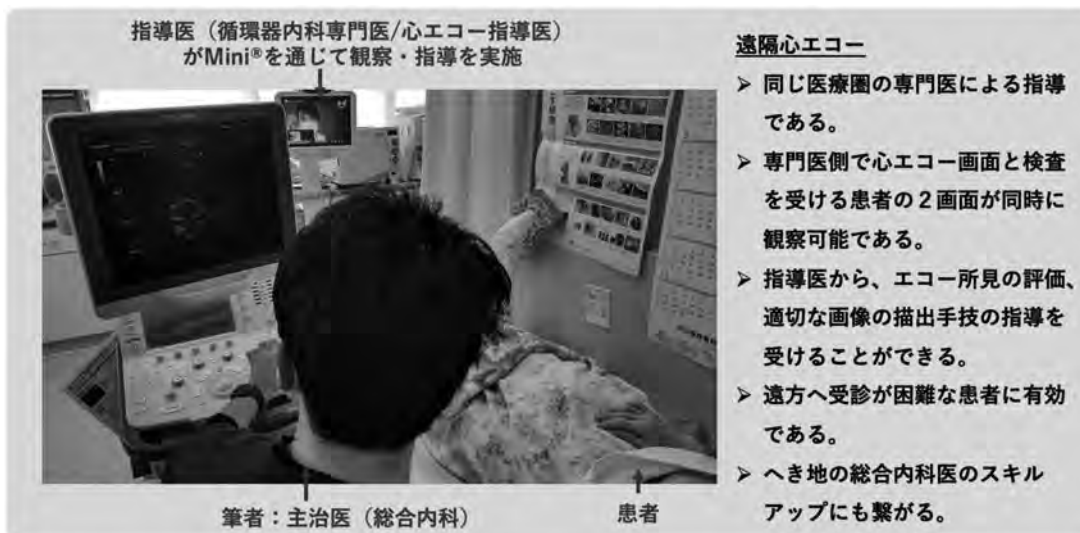 指導医（循環器内科専門医/心エコー指導医）
がMini®を通じて観察・指導を実施
筆者：主治医（総合内科）
患者
遠隔心エコー
➢ 同じ医療圏の専門医による指導
である。
➢ 専門医側で心エコー画面と検査
を受ける患者の２画面が同時に
観察可能である。
➢ 指導医から、エコー所見の評価、
適切な画像の描出手技の指導を
受けることができる。
➢ 遠方へ受診が困難な患者に有効
である。
➢ へき地の総合内科医のスキル
アップにも繋がる。